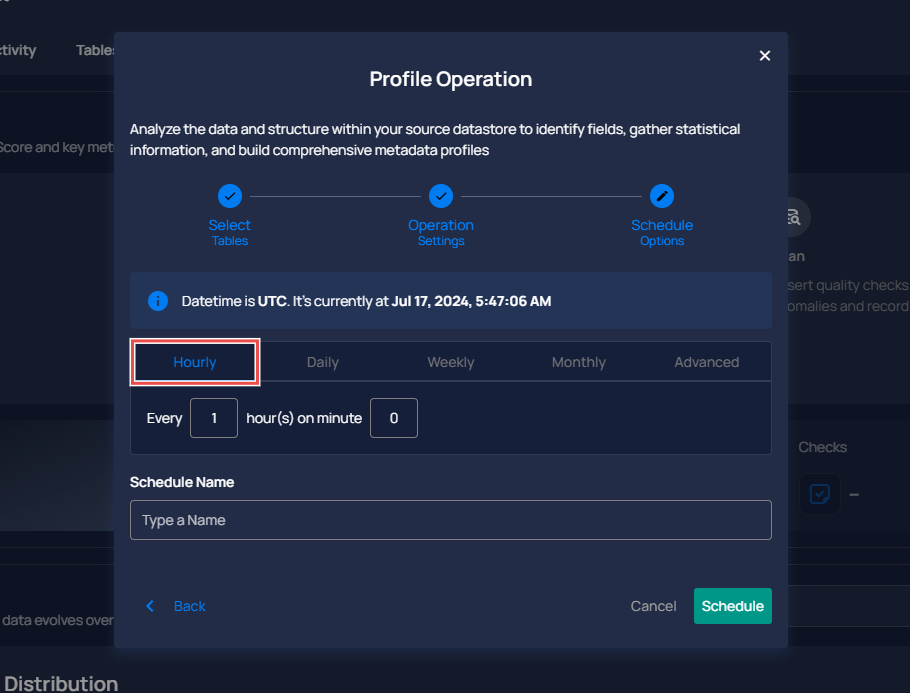 Activity Tables
Profile Operation
Analyze the data and structure within your source datastore to identify fields, gather statistical
information, and build comprehensive metadata profiles
Score and key met
Select
Tables
Operation
Settings
Schedule
Options
Datetime is UTC. It's currently at Jul 17, 2024, 5:47:06 AM
Hourly Daily Weekly Monthly Advanced
Every 1 hour(s) on minute 0
Schedule Name
Type a Name
Back Cancel Schedule
an
sert quality checks
omalies and record
Checks
–
data evolves over
Distribution